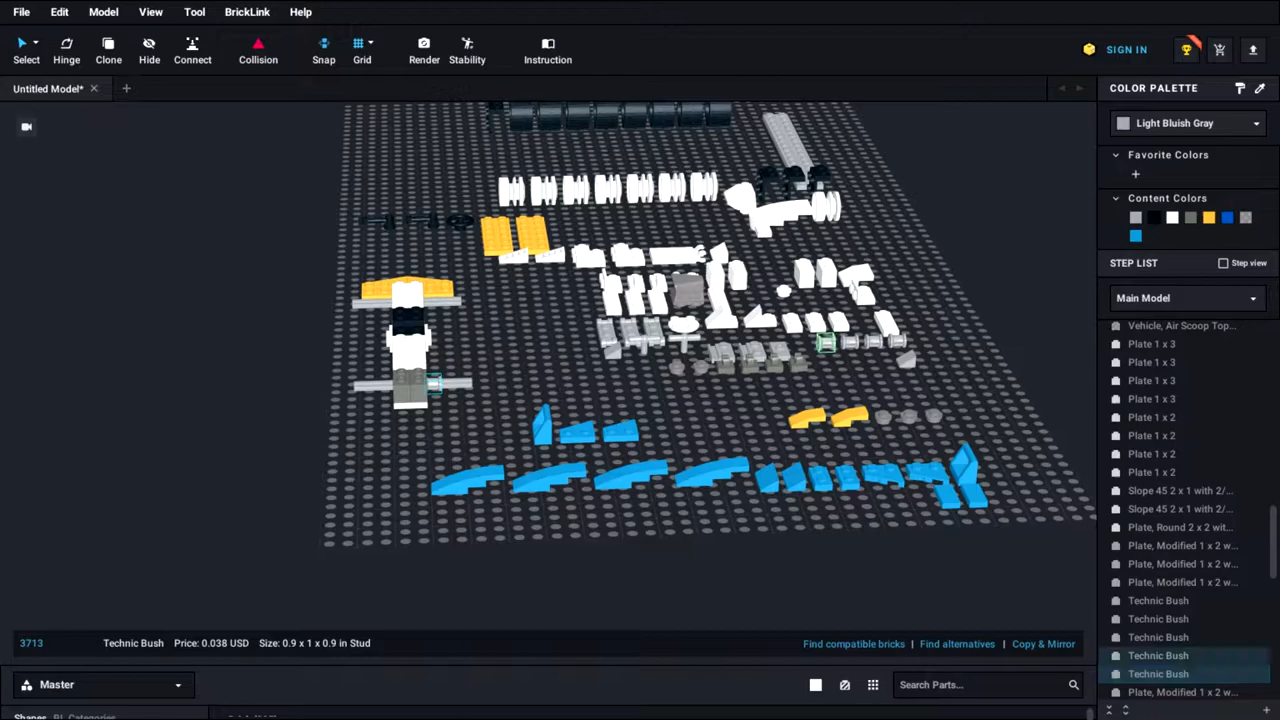 File Edit Model View Tool BrickLink Help
Select Hinge Clone Hide Connect Collision Snap Grid Render Stability Instruction SIGN IN
Untitled Model*
COLOR PALETTE
Light Bluish Gray
Favorite Colors
Content Colors
STEP LIST Step view
Main Model
Vehicle, Air Scoop Top...
Plate 1 x 3
Plate 1 x 3
Plate 1 x 3
Plate 1 x 3
Plate 1 x 2
Plate 1 x 2
Plate 1 x 2
Plate 1 x 2
Slope 45 2 x 1 with 2/...
Slope 45 2 x 1 with 2/...
Plate, Round 2 x 2 wit...
Plate, Modified 1 x 2 w...
Plate, Modified 1 x 2 w...
Plate, Modified 1 x 2 w...
Technic Bush
Technic Bush
Technic Bush
Technic Bush
Technic Bush
Plate, Modified 1 x 2 w...
3713 Technic Bush Price: 0.038 USD Size: 0.9 x 1 x 0.9 in Stud Find compatible bricks | Find alternatives | Copy & Mirror
Master Search Parts...
Shapes BL Categories